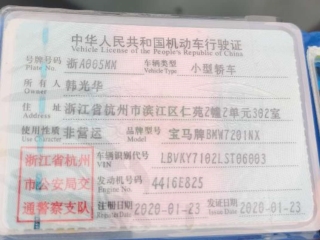 中华人民共和国机动车行驶证
Vehicle License of the People's Republic of China
号牌号码 浙A005MM 车辆类型 小型轿车
Plate No. Vehicle Type
所有人 韩光华
Owner
住址 浙江省杭州市滨江区仁苑2幢2单元302室
Address
使用性质 非营运 品牌型号 宝马牌BMW7201NX
Use Character Model
浙江省杭州市公安局交通警察支队
车辆识别代号 LBVKY7102LST06003
VIN
发动机号码 4416E825
Engine No.
注册日期 2020-01-23 发证日期 2020-01-23
Issue Date